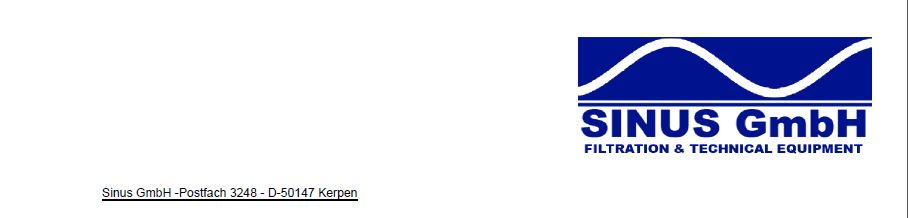 SINUS GmbH
FILTRATION & TECHNICAL EQUIPMENT
Sinus GmbH -Postfach 3248 - D-50147 Kerpen